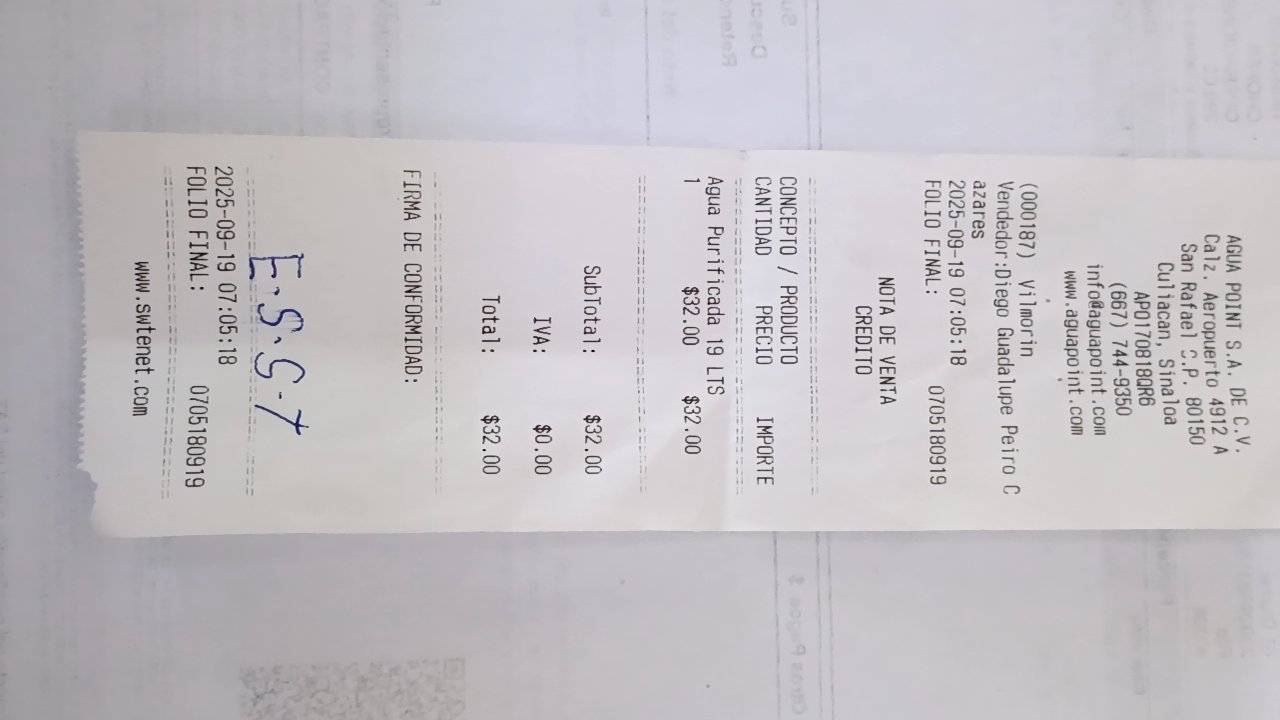 AGUA POINT S.A. DE C.V.
Calz. Aeropuerto 4912 A
San Rafael C.P. 80150
Culiacan, Sinaloa
APO170818QR6
(667) 744-9350
info@aguapoint.com
www.aguapoint.com
(000187) Vilmorin
Vendedor:Diego Guadalupe Peiro C
azares
2025-09-19 07:05:18
FOLIO FINAL: 0705180919
NOTA DE VENTA
CREDITO
CONCEPTO / PRODUCTO
CANTIDAD PRECIO IMPORTE
Agua Purificada 19 LTS
1 $32.00 $32.00
SubTotal: $32.00
IVA: $0.00
Total: $32.00
FIRMA DE CONFORMIDAD:
E.S.G.T
2025-09-19 07:05:18
FOLIO FINAL: 0705180919
www.swtenet.com